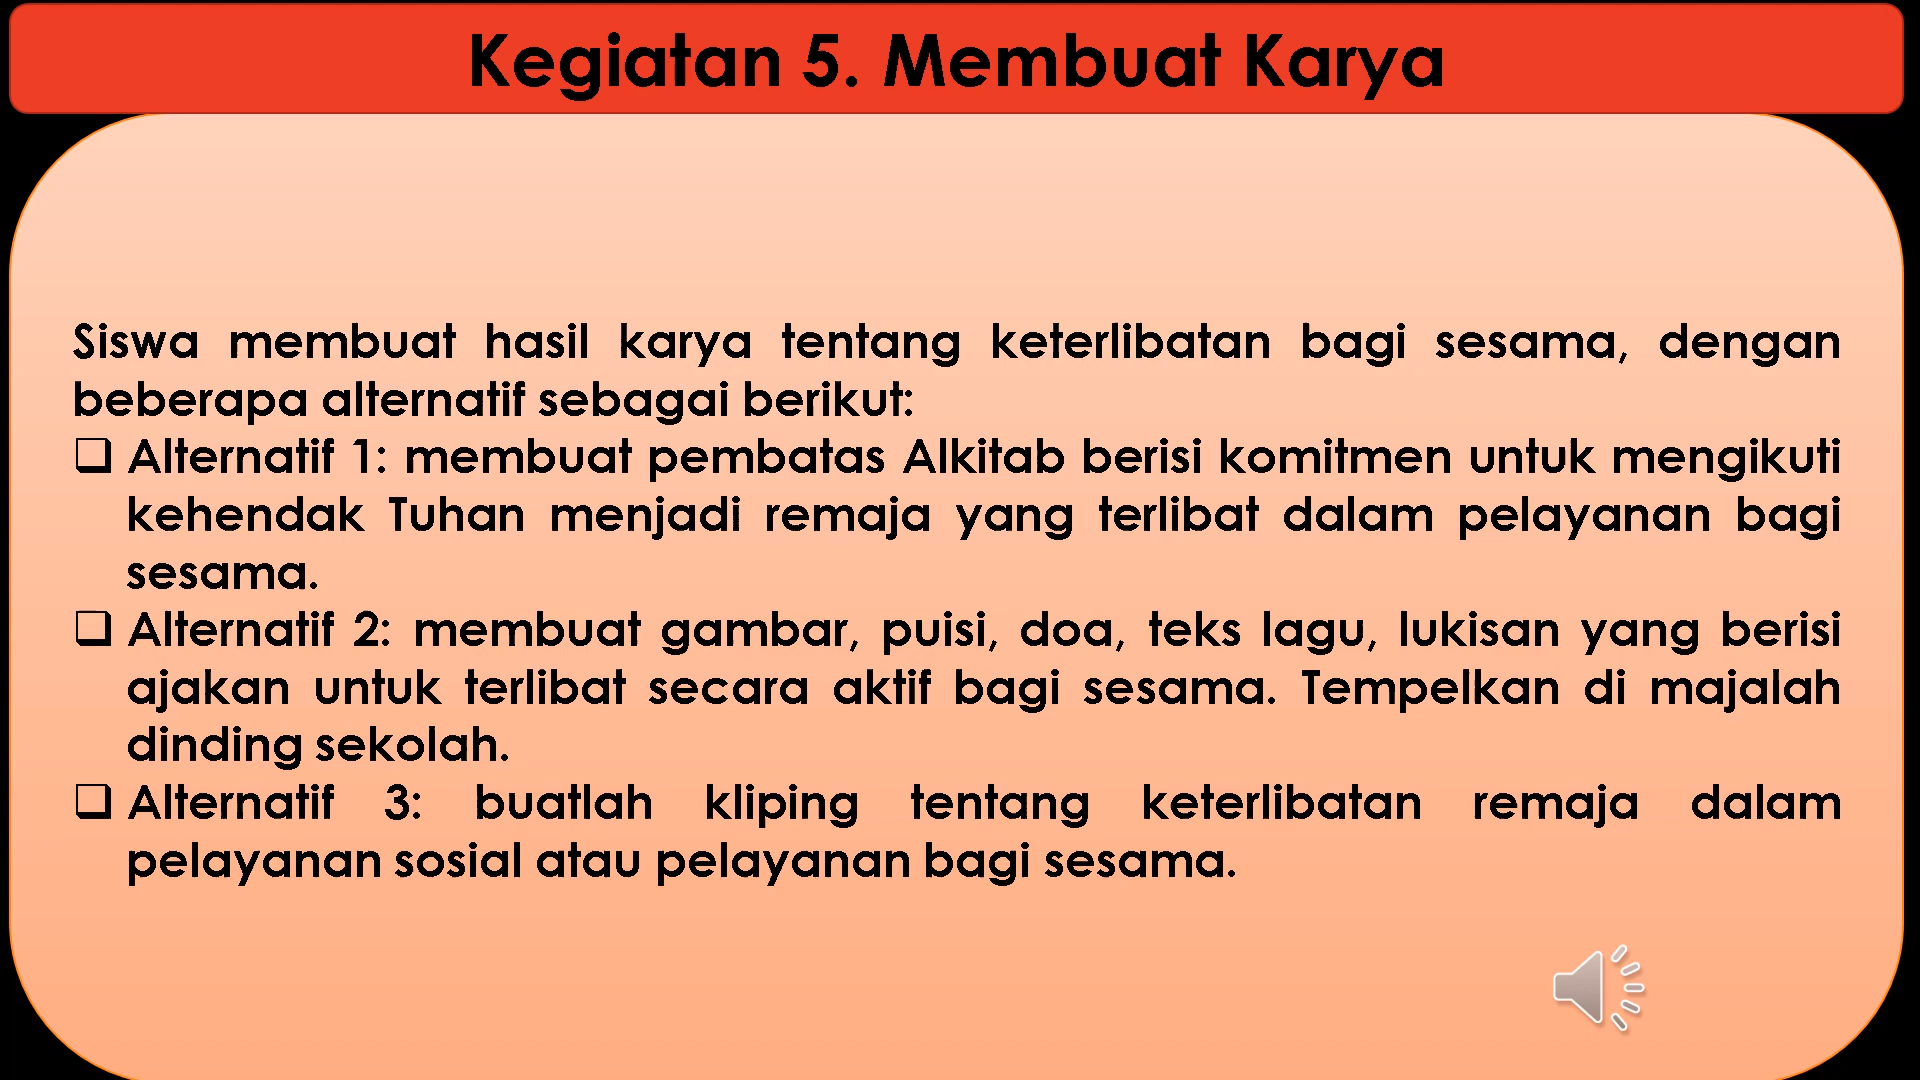 Kegiatan 5. Membuat Karya
Siswa membuat hasil karya tentang keterlibatan bagi sesama, dengan
beberapa alternatif sebagai berikut:
❑ Alternatif 1: membuat pembatas Alkitab berisi komitmen untuk mengikuti
kehendak Tuhan menjadi remaja yang terlibat dalam pelayanan bagi
sesama.
❑ Alternatif 2: membuat gambar, puisi, doa, teks lagu, lukisan yang berisi
ajakan untuk terlibat secara aktif bagi sesama. Tempelkan di majalah
dinding sekolah.
❑ Alternatif 3: buatlah kliping tentang keterlibatan remaja dalam
pelayanan sosial atau pelayanan bagi sesama.